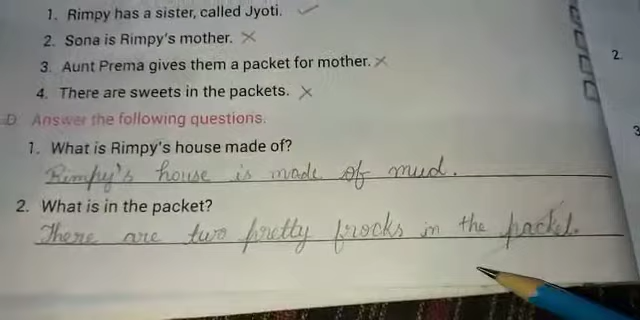 1. Rimpy has a sister, called Jyoti. ✓
2. Sona is Rimpy's mother. ✗
3. Aunt Prema gives them a packet for mother. ✗
4. There are sweets in the packets. ✗
D Answer the following questions.
1. What is Rimpy's house made of?
Rimpy's house is made of mud.
2. What is in the packet?
There are two pretty frocks in the packet.
2.
3